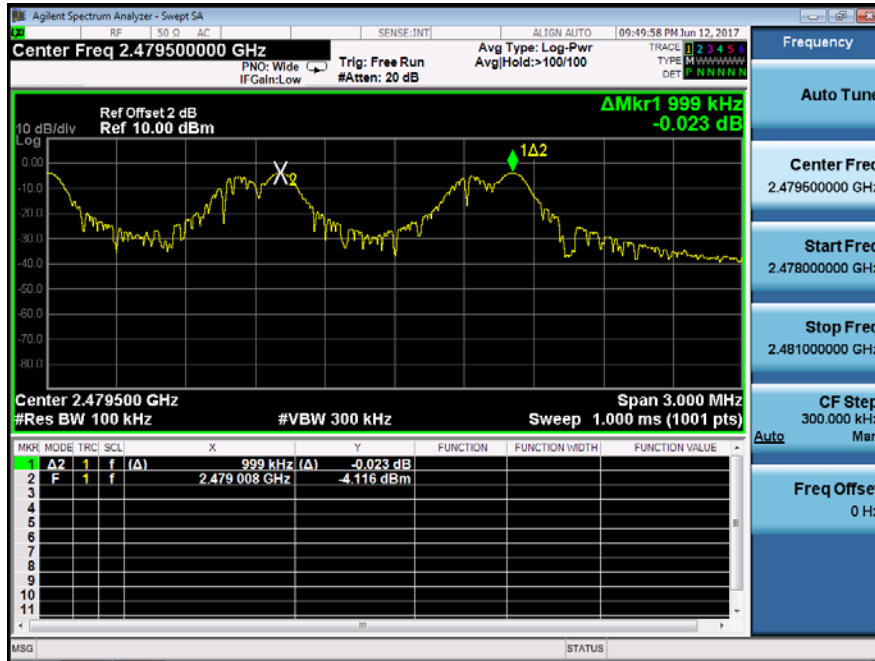 Agilent Spectrum Analyzer - Swept SA
LXI RF 50 Ω AC SENSE:INT ALIGN AUTO 09:49:58 PM Jun 12, 2017
Center Freq 2.479500000 GHz
PNO: Wide Trig: Free Run
IFGain:Low #Atten: 20 dB
Avg Type: Log-Pwr
Avg|Hold:>100/100
TRACE 1 2 3 4 5 6
TYPE M WWWWW
DET P N N N N N
ΔMkr1 999 kHz
-0.023 dB
Ref Offset 2 dB
10 dB/div Ref 10.00 dBm
Log
1Δ2
0.00
2
-10.0
-20.0
-30.0
-40.0
-60.0
-70.0
-80.0
Center 2.479500 GHz Span 3.000 MHz
#Res BW 100 kHz #VBW 300 kHz Sweep 1.000 ms (1001 pts)
MKR MODE TRC SCL X Y FUNCTION FUNCTION WIDTH FUNCTION VALUE
1 Δ2 1 f (Δ) 999 kHz (Δ) -0.023 dB
2 F 1 f 2.479 008 GHz -4.116 dBm
3
4
5
6
7
8
9
10
11
MSG STATUS
Frequency
Auto Tune
Center Freq
2.479500000 GHz
Start Freq
2.478000000 GHz
Stop Freq
2.481000000 GHz
CF Step
300.000 kHz
Auto Man
Freq Offset
0 Hz